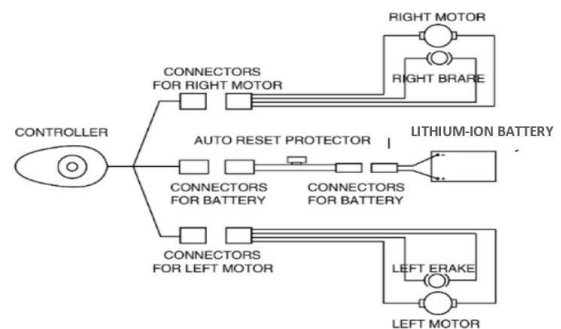 RIGHT MOTOR
CONNECTORS
FOR RIGHT MOTOR
RIGHT BRARE
CONTROLLER
AUTO RESET PROTECTOR
LITHIUM-ION BATTERY
CONNECTORS
FOR BATTERY
CONNECTORS
FOR BATTERY
CONNECTORS
FOR LEFT MOTOR
LEFT ERAKE
LEFT MOTOR